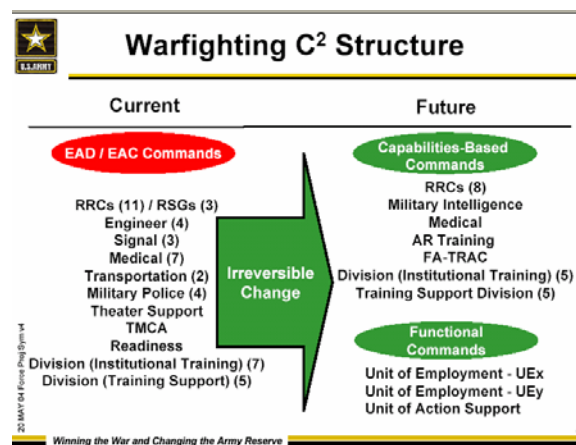 U.S.ARMY
Warfighting C² Structure
Current
Future
EAD / EAC Commands
RRCs (11) / RSGs (3)
Engineer (4)
Signal (3)
Medical (7)
Transportation (2)
Military Police (4)
Theater Support
TMCA
Readiness
Division (Institutional Training) (7)
Division (Training Support) (5)
Irreversible
Change
Capabilities-Based
Commands
RRCs (8)
Military Intelligence
Medical
AR Training
FA-TRAC
Division (Institutional Training) (5)
Training Support Division (5)
Functional
Commands
Unit of Employment - UEx
Unit of Employment - UEy
Unit of Action Support
20 MAY 04 Force Proj Sym v4
Winning the War and Changing the Army Reserve